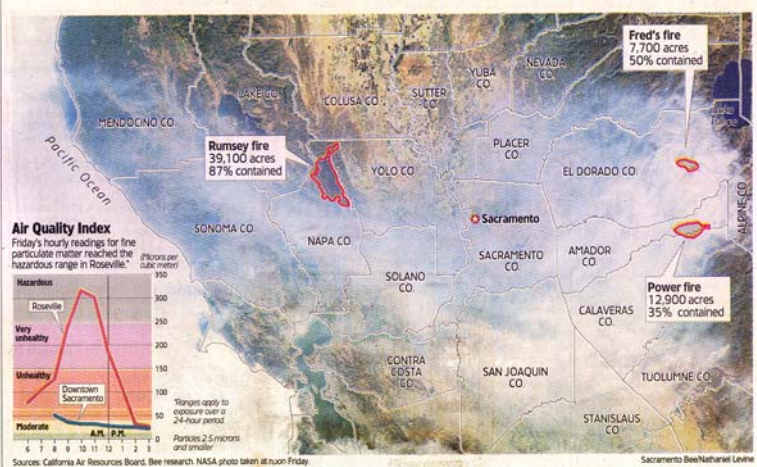 Fred's fire
7,700 acres
50% contained
NEVADA
CO.
YUBA
CO.
SUTTER
CO.
LAKE CO.
COLUSA CO.
MENDOCINO CO.
PLACER
CO.
Rumsey fire
39,100 acres
87% contained
YOLO CO.
EL DORADO CO.
Pacific Ocean
ALPINE CO.
Sacramento
SONOMA CO.
NAPA CO.
SACRAMENTO
CO.
AMADOR
CO.
SOLANO
CO.
Power fire
12,900 acres
35% contained
CALAVERAS
CO.
CONTRA
COSTA
CO.
SAN JOAQUIN
CO.
TUOLUMNE CO.
STANISLAUS
CO.
Air Quality Index
Friday's hourly readings for fine
particulate matter reached the
hazardous range in Roseville.*
(Microns per
cubic meter)
350
Hazardous
300
Roseville
250
Very
unhealthy
200
150
Unhealthy
100
Downtown
Sacramento
50
Moderate
0
6 7 8 9 10 11 12 1 2 3
A.M. P.M.
*Ranges apply to
exposure over a
24-hour period.
Particles 2.5 microns
and smaller
Sources: California Air Resources Board, Bee research. NASA photo taken at noon Friday.
Sacramento Bee/Nathaniel Levine